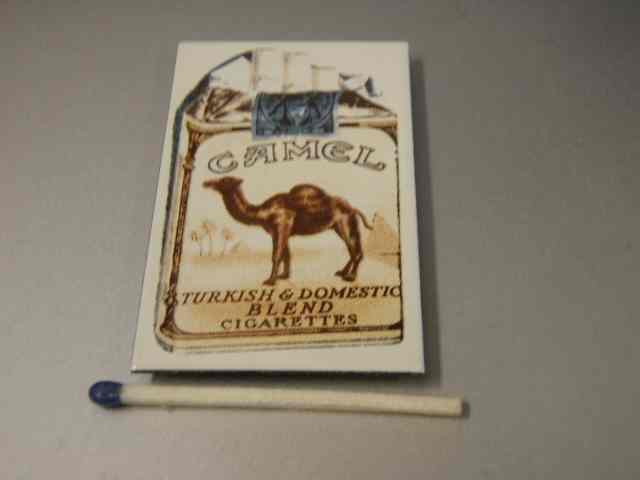 CAMEL
TURKISH & DOMESTIC
BLEND
CIGARETTES